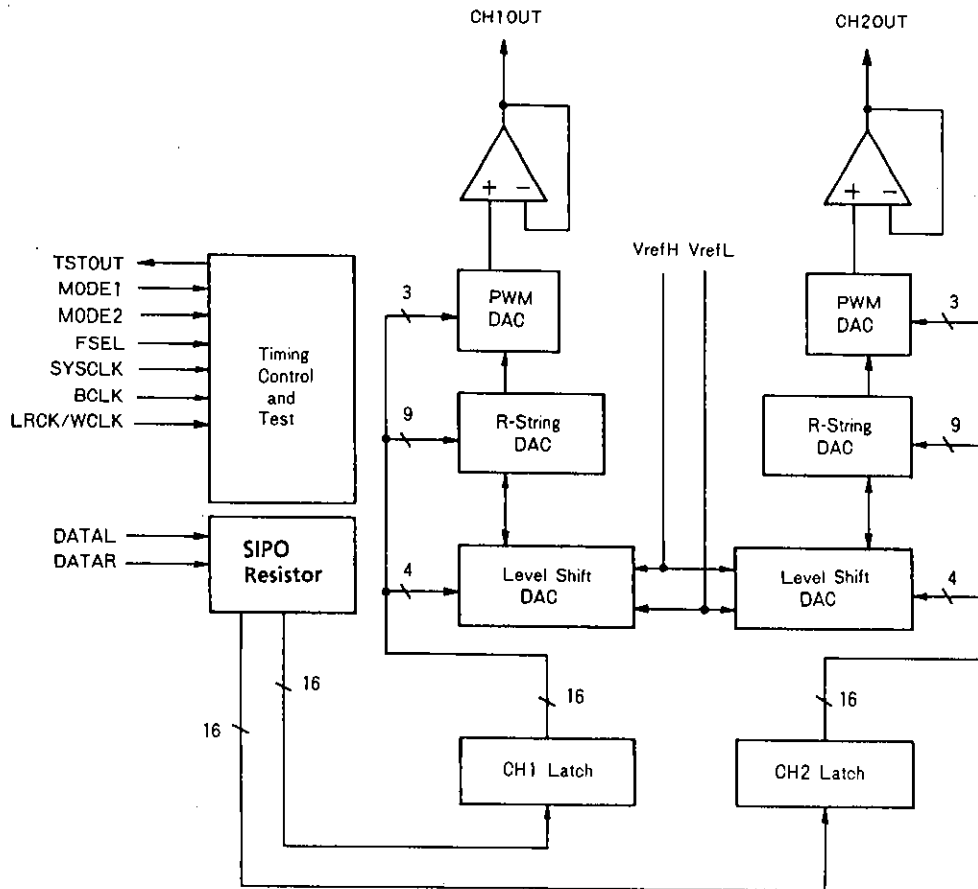 CH1OUT
CH2OUT
+ −
+ −
VrefH VrefL
TSTOUT
MODE1
MODE2
FSEL
SYSCLK
BCLK
LRCK/WCLK
Timing
Control
and
Test
3
PWM
DAC
PWM
DAC
3
9
R-String
DAC
R-String
DAC
9
DATAL
DATAR
SIPO
Resistor
4
Level Shift
DAC
Level Shift
DAC
4
16
16
16
16
CH1 Latch
CH2 Latch